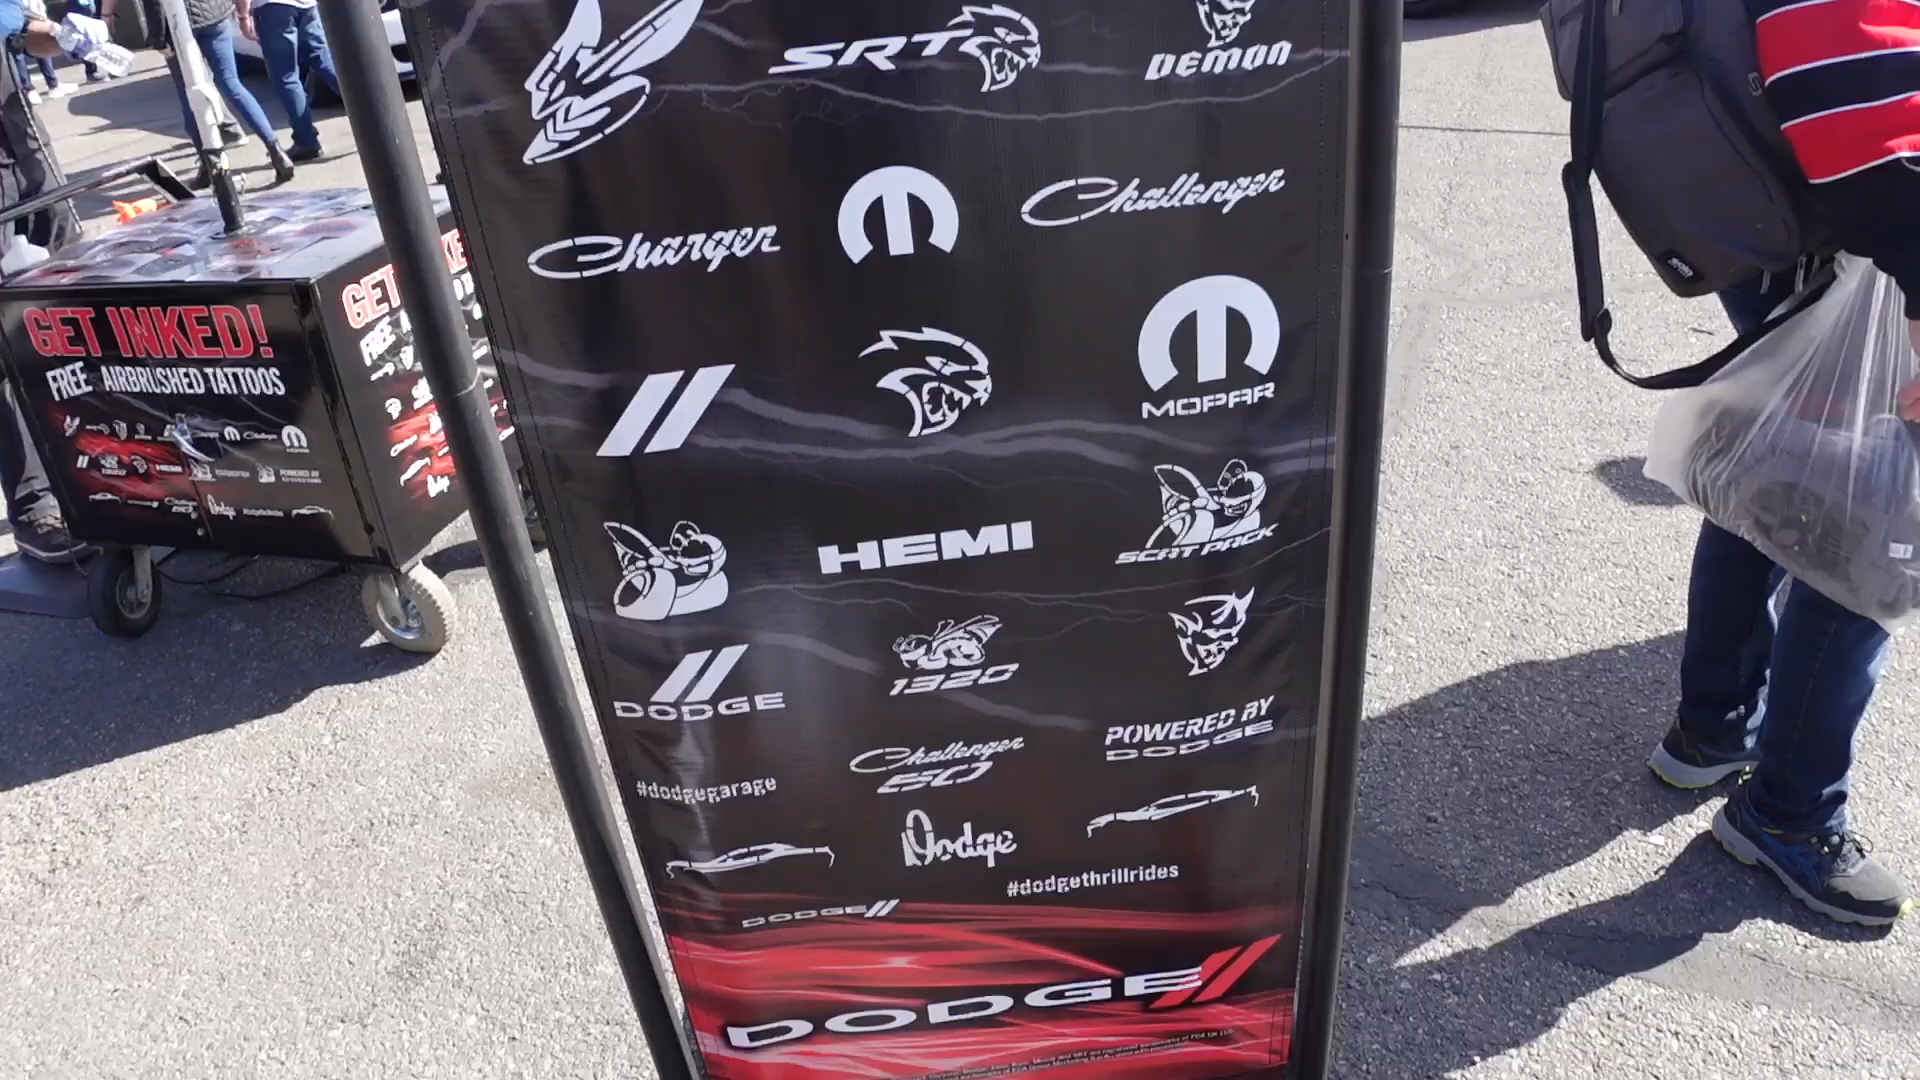 SRT
DEMON
Charger
Challenger
MOPAR
HEMI
SCAT PACK
1320
DODGE
POWERED BY
DODGE
Challenger
50
#dodgegarage
Dodge
#dodgethrillrides
DODGE
DODGE
GET INKED!
FREE AIRBRUSHED TATTOOS
GET
FREE